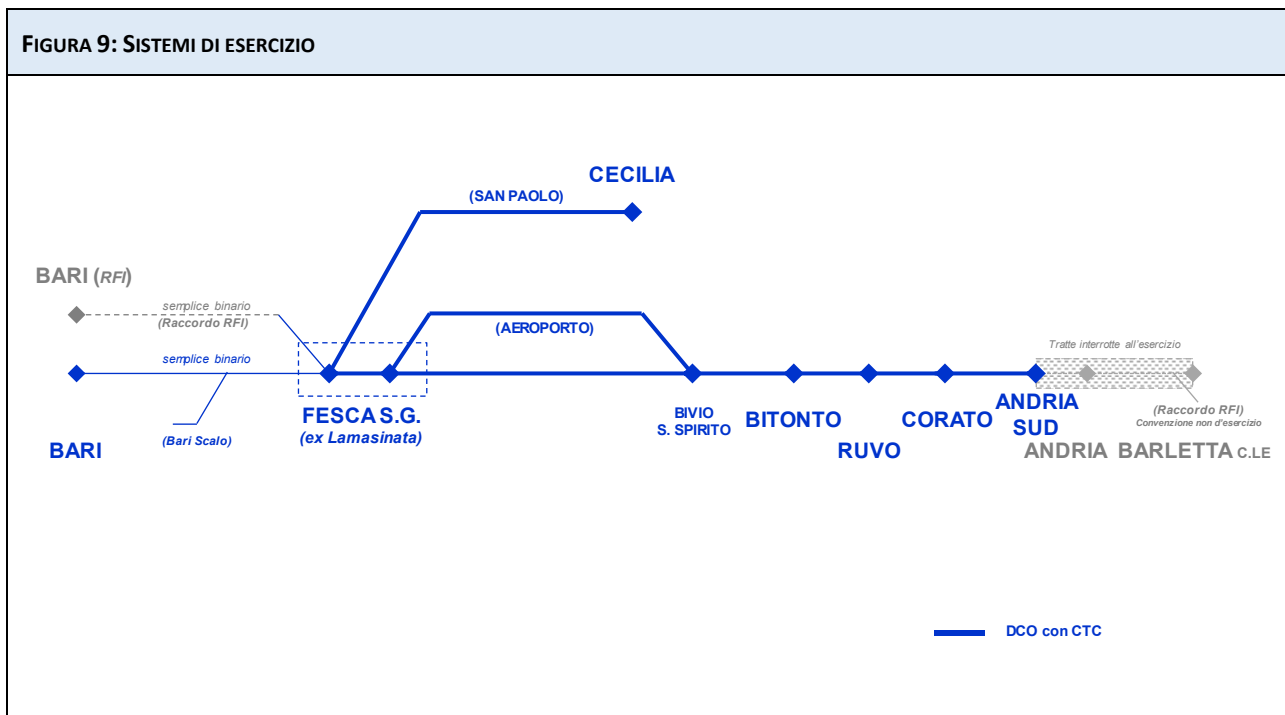 FIGURA 9: SISTEMI DI ESERCIZIO
CECILIA
(SAN PAOLO)
BARI (RFI)
semplice binario
(Raccordo RFI)
(AEROPORTO)
semplice binario
Tratte interrotte all'esercizio
(Bari Scalo)
BARI
FESCA S.G.
(ex Lamasinata)
BIVIO
S. SPIRITO
BITONTO
RUVO
CORATO
ANDRIA
SUD
(Raccordo RFI)
Convenzione non d'esercizio
ANDRIA
BARLETTA C.LE
DCO con CTC